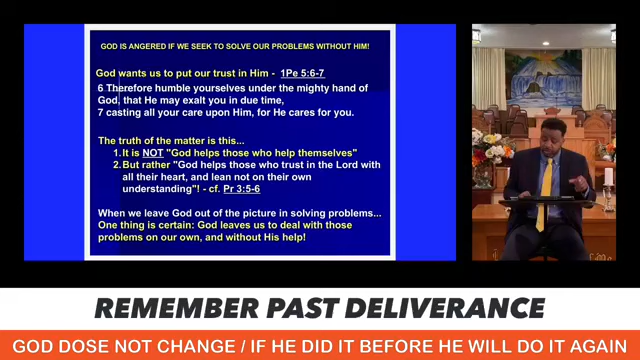 GOD IS ANGERED IF WE SEEK TO SOLVE OUR PROBLEMS WITHOUT HIM!
God wants us to put our trust in Him - 1Pe 5:6-7
6 Therefore humble yourselves under the mighty hand of
God, that He may exalt you in due time,
7 casting all your care upon Him, for He cares for you.
The truth of the matter is this...
1. It is NOT "God helps those who help themselves"
2. But rather "God helps those who trust in the Lord with
all their heart, and lean not on their own
understanding"! - cf. Pr 3:5-6
When we leave God out of the picture in solving problems...
One thing is certain: God leaves us to deal with those
problems on our own, and without His help!
REMEMBER PAST DELIVERANCE
GOD DOSE NOT CHANGE / IF HE DID IT BEFORE HE WILL DO IT AGAIN